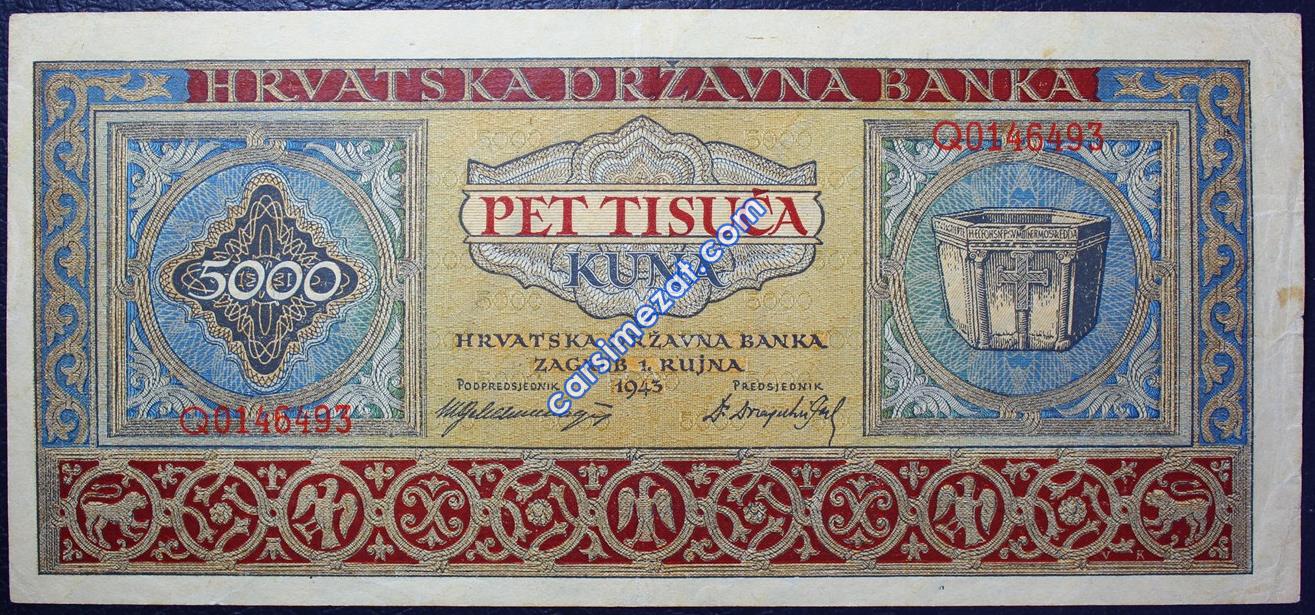 HRVATSKA DRŽAVNA BANKA
Q0146493
PET TISUĆA
KUNA
5000
HRVATSKA DRŽAVNA BANKA
ZAGREB 1. RUJNA
1943
PODPREDSJEDNIK
PREDSJEDNIK
Q0146493
carsimezat.com
V K